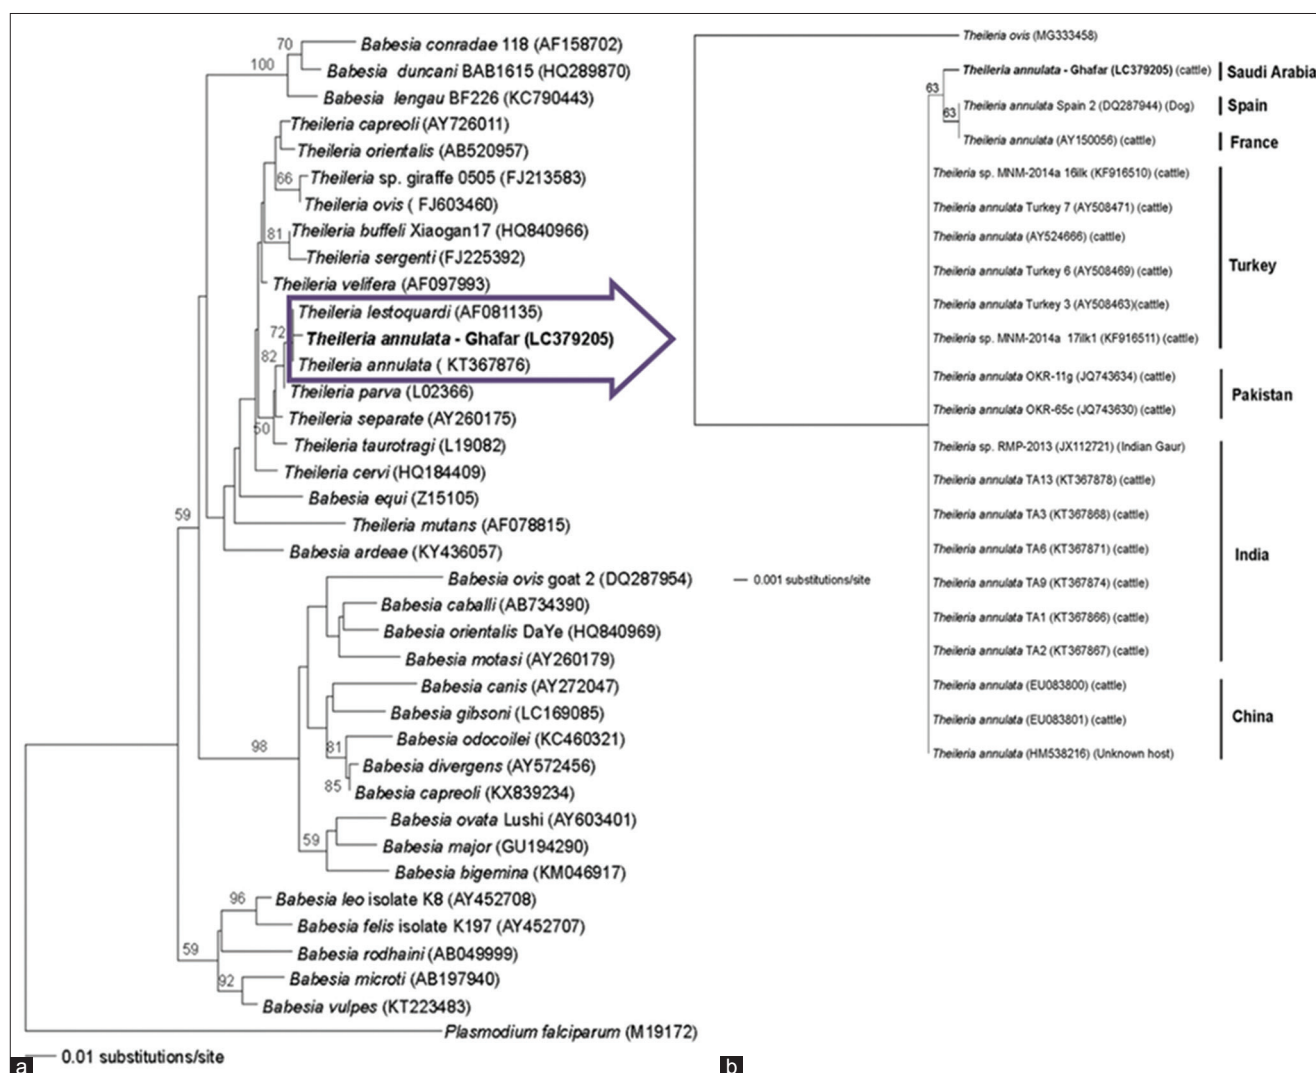 70
Babesia conradae 118 (AF158702)
100
Babesia duncani BAB1615 (HQ289870)
Babesia lengau BF226 (KC790443)
Theileria capreoli (AY726011)
Theileria orientalis (AB520957)
66
Theileria sp. giraffe 0505 (FJ213583)
Theileria ovis ( FJ603460)
Theileria buffeli Xiaogan17 (HQ840966)
81
Theileria sergenti (FJ225392)
Theileria velifera (AF097993)
Theileria lestoquardi (AF081135)
72
Theileria annulata - Ghafar (LC379205)
82
Theileria annulata ( KT367876)
Theileria parva (L02366)
Theileria separate (AY260175)
50
Theileria taurotragi (L19082)
Theileria cervi (HQ184409)
Babesia equi (Z15105)
59
Theileria mutans (AF078815)
Babesia ardeae (KY436057)
Babesia ovis goat 2 (DQ287954)
Babesia caballi (AB734390)
Babesia orientalis DaYe (HQ840969)
Babesia motasi (AY260179)
Babesia canis (AY272047)
Babesia gibsoni (LC169085)
98
81
Babesia odocoilei (KC460321)
Babesia divergens (AY572456)
85
Babesia capreoli (KX839234)
Babesia ovata Lushi (AY603401)
59
Babesia major (GU194290)
Babesia bigemina (KM046917)
96
Babesia leo isolate K8 (AY452708)
Babesia felis isolate K197 (AY452707)
59
Babesia rodhaini (AB049999)
92
Babesia microti (AB197940)
Babesia vulpes (KT223483)
Plasmodium falciparum (M19172)
0.01 substitutions/site
a
Theileria ovis (MG333458)
Theileria annulata - Ghafar (LC379205) (cattle)
Saudi Arabia
63
Theileria annulata Spain 2 (DQ287944) (Dog)
Spain
63
Theileria annulata (AY150056) (cattle)
France
Theileria sp. MNM-2014a 16ilk (KF916510) (cattle)
Theileria annulata Turkey 7 (AY508471) (cattle)
Theileria annulata (AY524666) (cattle)
Theileria annulata Turkey 6 (AY508469) (cattle)
Turkey
Theileria annulata Turkey 3 (AY508463)(cattle)
Theileria sp. MNM-2014a 17ilk1 (KF916511) (cattle)
Theileria annulata OKR-11g (JQ743634) (cattle)
Pakistan
Theileria annulata OKR-65c (JQ743630) (cattle)
Theileria sp. RMP-2013 (JX112721) (Indian Gaur)
Theileria annulata TA13 (KT367878) (cattle)
Theileria annulata TA3 (KT367868) (cattle)
Theileria annulata TA6 (KT367871) (cattle)
India
Theileria annulata TA9 (KT367874) (cattle)
Theileria annulata TA1 (KT367866) (cattle)
Theileria annulata TA2 (KT367867) (cattle)
Theileria annulata (EU083800) (cattle)
Theileria annulata (EU083801) (cattle)
China
Theileria annulata (HM538216) (Unknown host)
0.001 substitutions/site
b